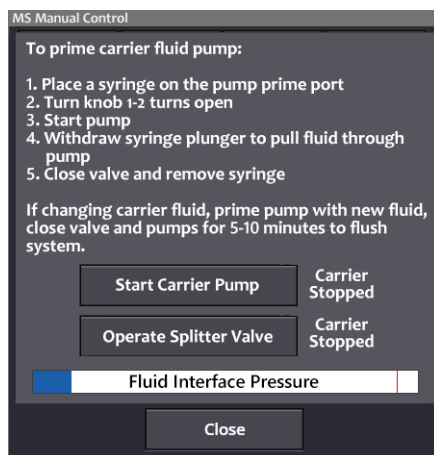 MS Manual Control
To prime carrier fluid pump:
1. Place a syringe on the pump prime port
2. Turn knob 1-2 turns open
3. Start pump
4. Withdraw syringe plunger to pull fluid through
pump
5. Close valve and remove syringe
If changing carrier fluid, prime pump with new fluid,
close valve and pumps for 5-10 minutes to flush
system.
Start Carrier Pump
Carrier
Stopped
Operate Splitter Valve
Carrier
Stopped
Fluid Interface Pressure
Close